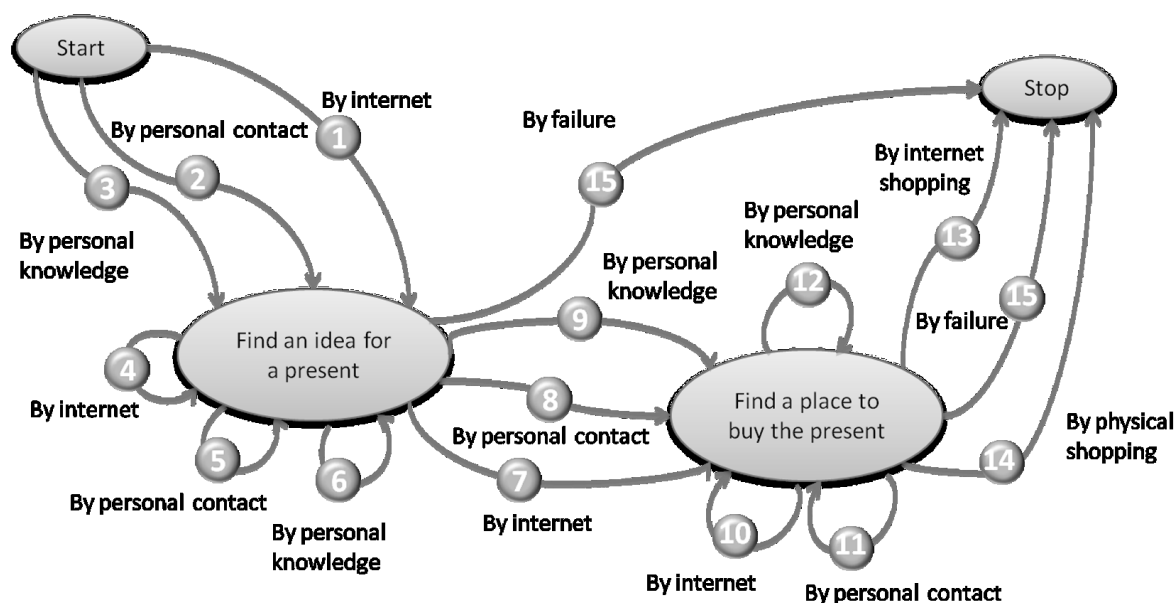 Start
Stop
By internet
1
By personal contact
2
3
By personal
knowledge
By failure
15
By internet
shopping
13
By personal
knowledge
12
By personal
knowledge
9
15
By failure
Find an idea for
a present
4
By internet
8
By personal contact
Find a place to
buy the present
By physical
shopping
14
5
By personal contact
6
By personal
knowledge
7
By internet
10
By internet
11
By personal contact